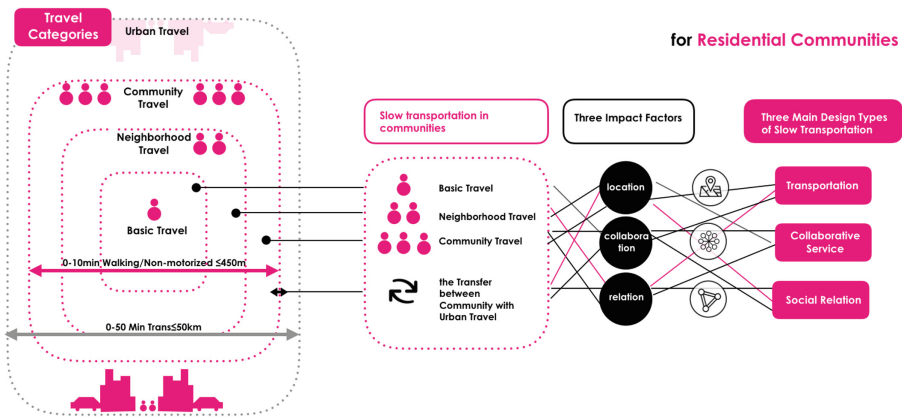 Travel
Categories
Urban Travel
for Residential Communities
Community
Travel
Neighborhood
Travel
Basic Travel
0-10min Walking/Non-motorized ≤450m
0-50 Min Trans≤50km
Slow transportation in
communities
Basic Travel
Neighborhood Travel
Community Travel
the Transfer
between
Community with
Urban Travel
Three Impact Factors
location
collabora
tion
relation
Three Main Design Types
of Slow Transportation
Transportation
Collaborative
Service
Social Relation